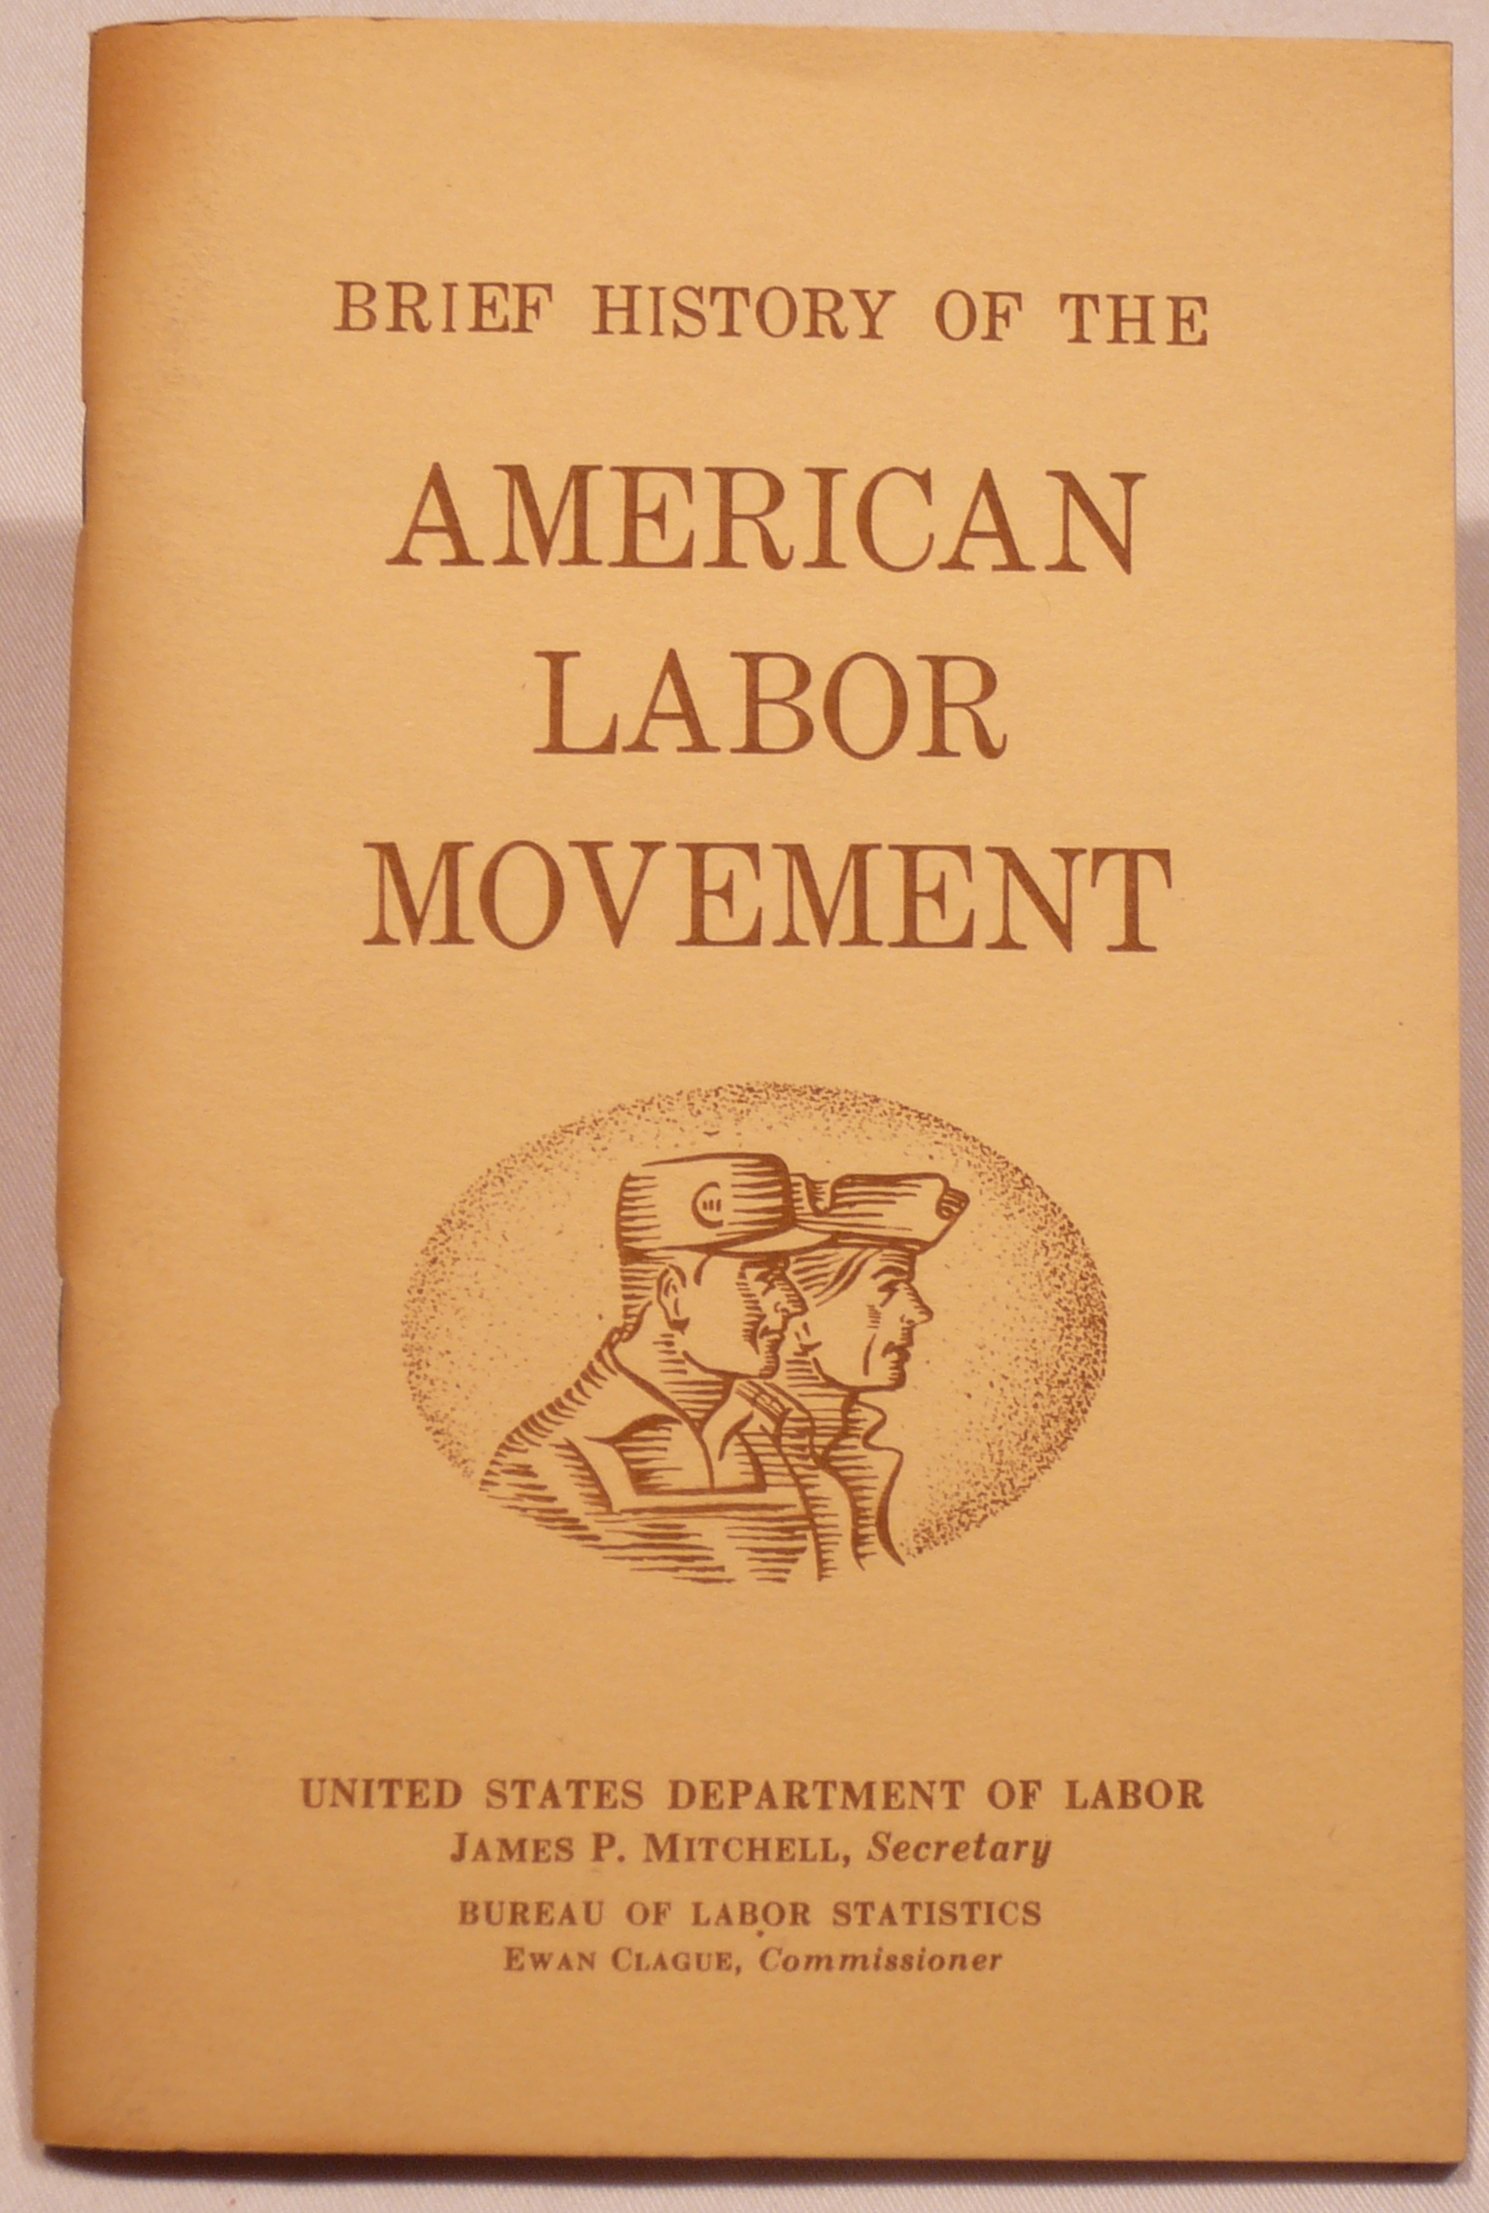 BRIEF HISTORY OF THE
AMERICAN
LABOR
MOVEMENT
UNITED STATES DEPARTMENT OF LABOR
JAMES P. MITCHELL, Secretary
BUREAU OF LABOR STATISTICS
EWAN CLAGUE, Commissioner